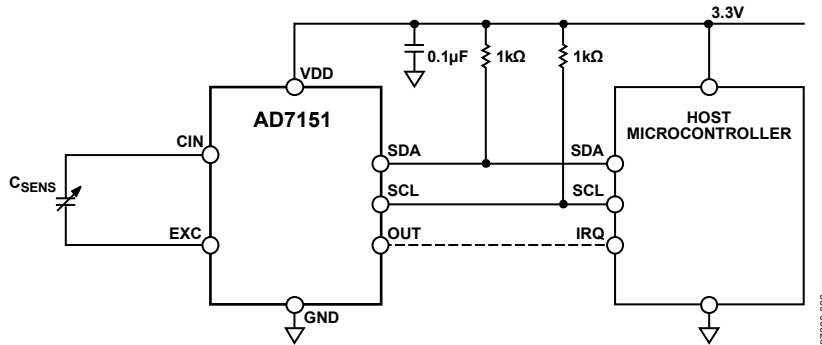 3.3V
0.1µF
1kΩ
1kΩ
VDD
AD7151
HOST
MICROCONTROLLER
CIN
SDA
SDA
CSENS
SCL
SCL
EXC
OUT
IRQ
GND